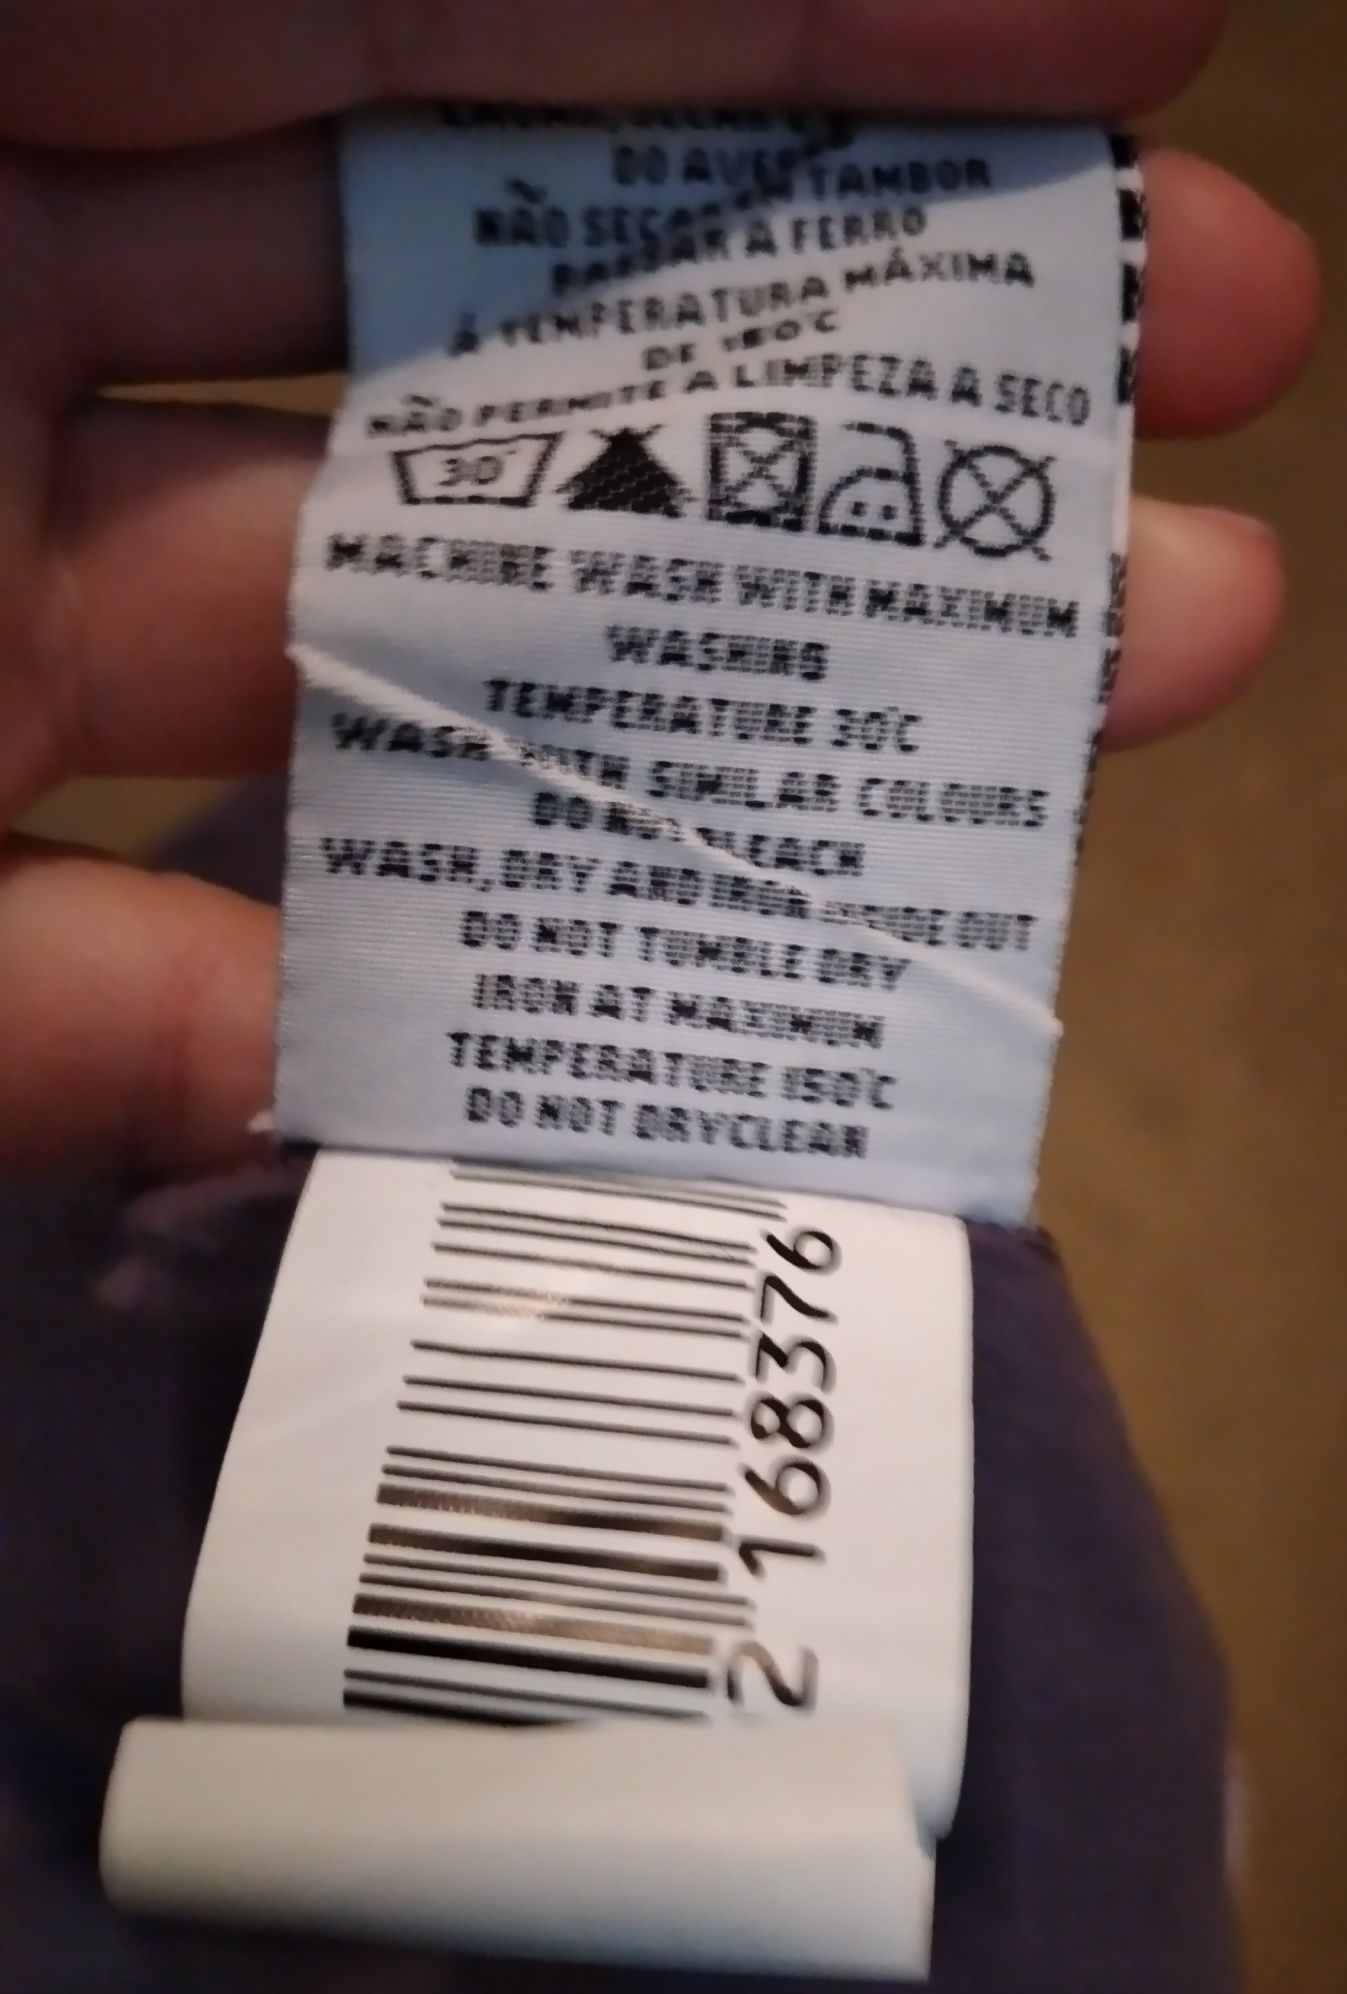 DO AVESSO
NÃO SECAR EM TAMBOR
PASSAR A FERRO
À TEMPERATURA MÁXIMA
DE 150°C
NÃO PERMITE A LIMPEZA A SECO
30°
MACHINE WASH WITH MAXIMUM
WASHING
TEMPERATURE 30°C
WASH WITH SIMILAR COLOURS
DO NOT BLEACH
WASH, DRY AND IRON INSIDE OUT
DO NOT TUMBLE DRY
IRON AT MAXIMUM
TEMPERATURE 150°C
DO NOT DRYCLEAN
2 168376